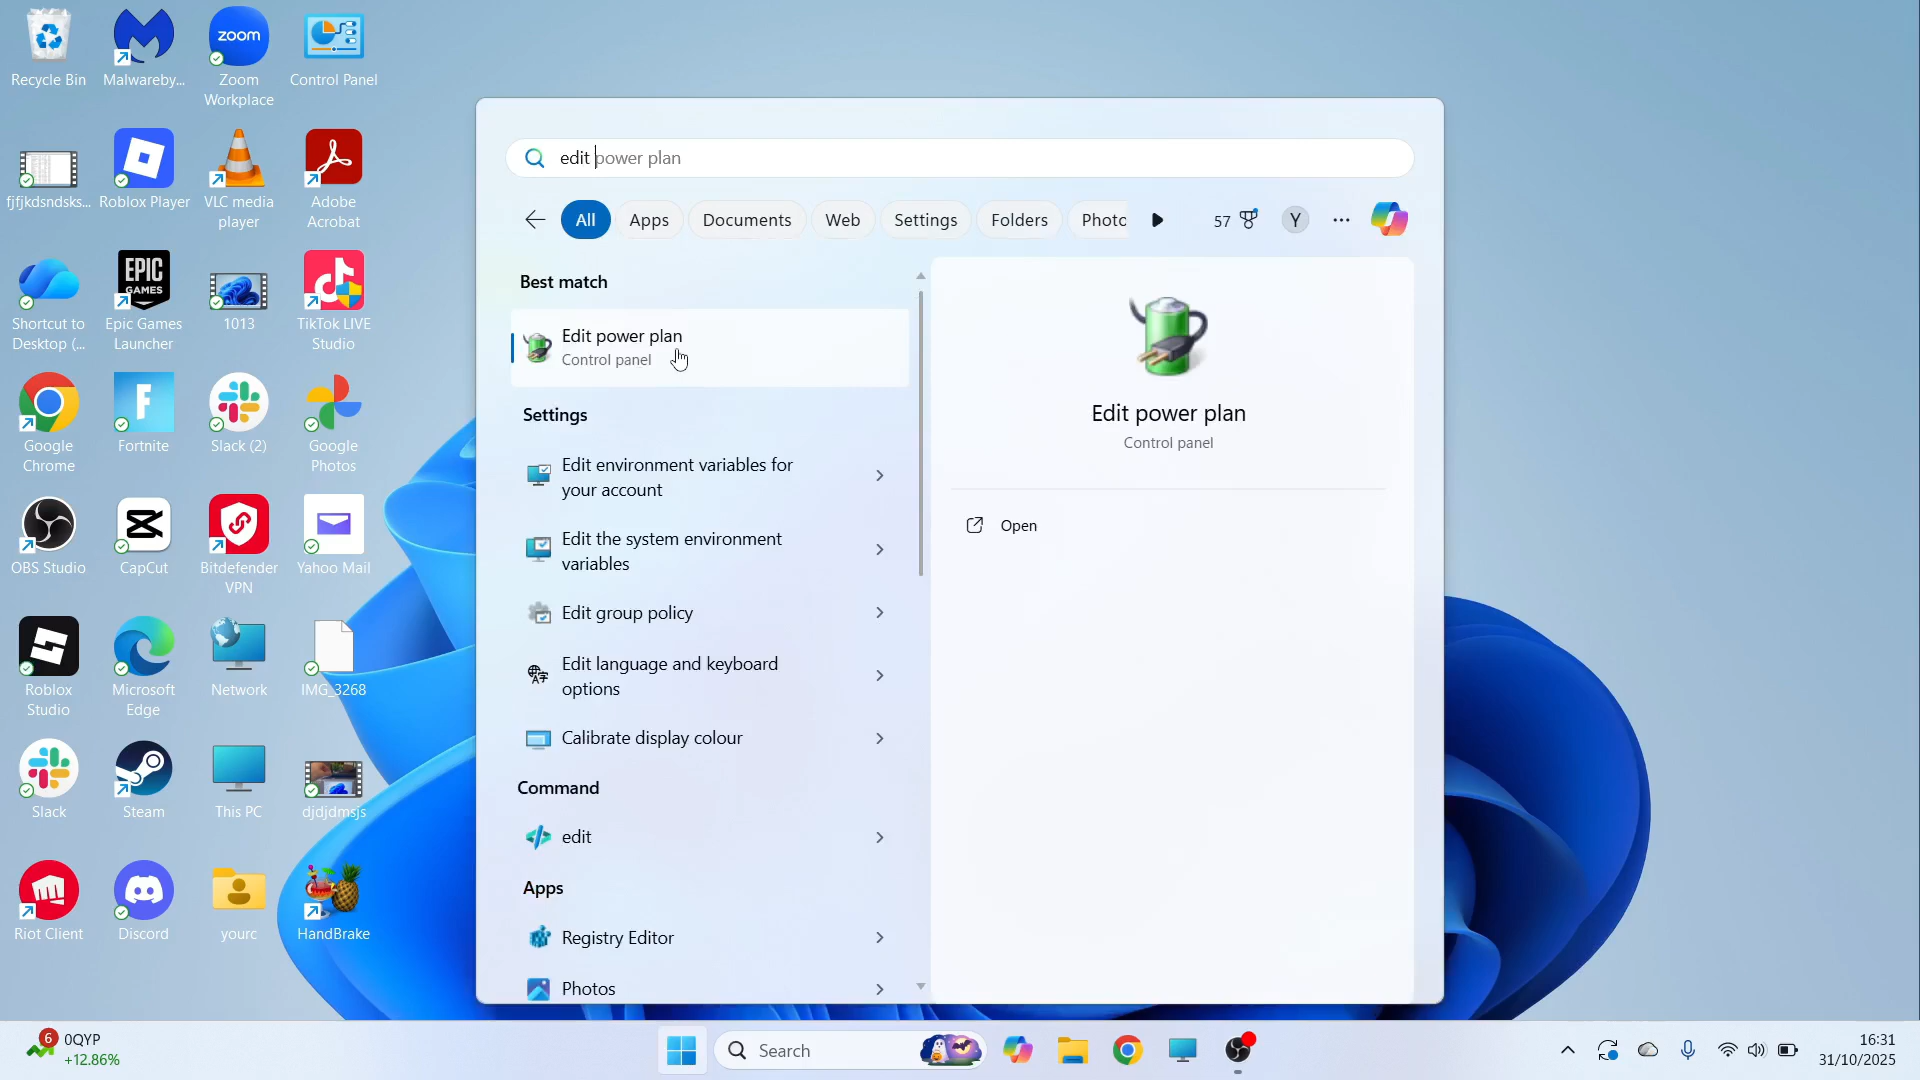 Recycle Bin
Malwareby...
zoom
Zoom
Workplace
Control Panel
fjfjkdsndsks...
Roblox Player
VLC media
player
Adobe
Acrobat
Shortcut to
Desktop (...
EPIC
GAMES
Epic Games
Launcher
1013
TikTok LIVE
Studio
Google
Chrome
F
Fortnite
Slack (2)
Google
Photos
OBS Studio
CapCut
Bitdefender
VPN
Yahoo Mail
Roblox
Studio
Microsoft
Edge
Network
IMG_3268
Slack
Steam
This PC
djdjdmsjs
Riot Client
Discord
yourc
HandBrake
edit power plan
All
Apps
Documents
Web
Settings
Folders
Photo
57
Y
Best match
Edit power plan
Control panel
Settings
Edit environment variables for
your account
Edit the system environment
variables
Edit group policy
Edit language and keyboard
options
Calibrate display colour
Command
edit
Apps
Registry Editor
Photos
Edit power plan
Control panel
Open
6
0QYP
+12.86%
Search
16:31
31/10/2025